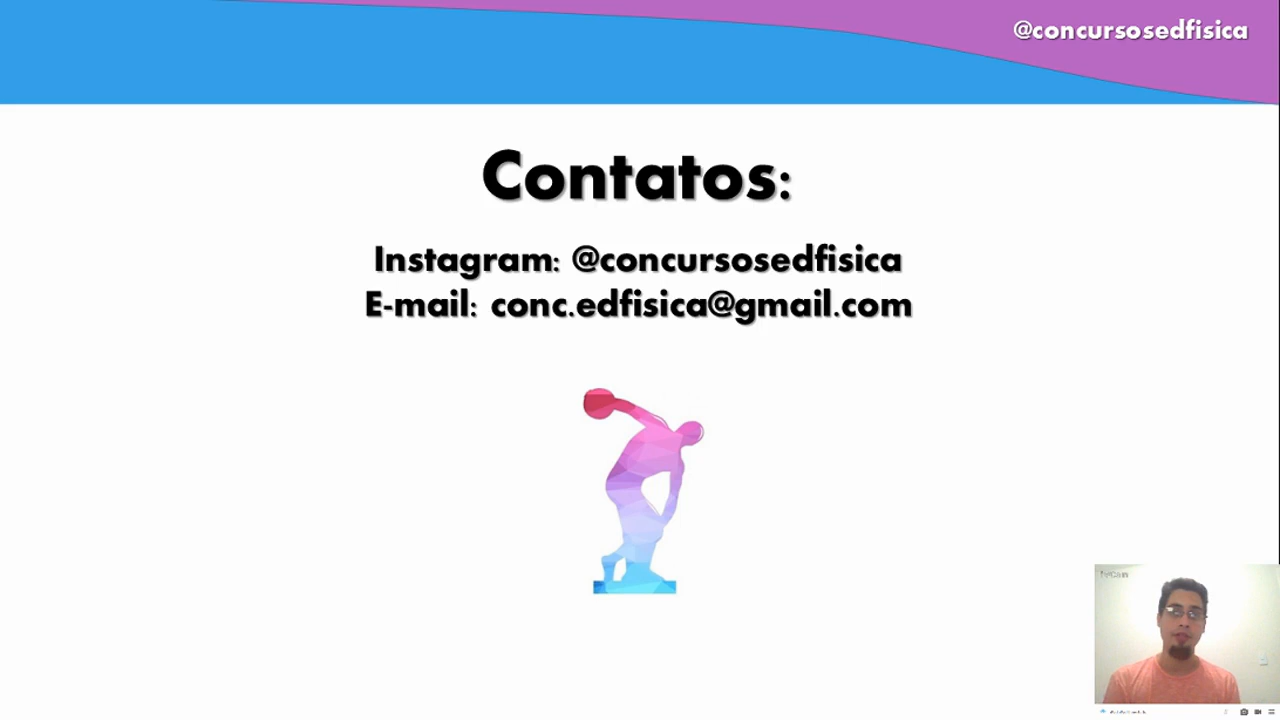 @concursosedfisica
Contatos:
Instagram: @concursosedfisica
E-mail: conc.edfisica@gmail.com